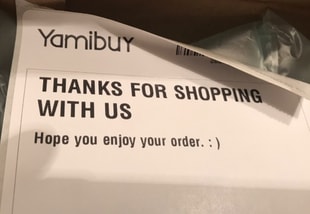 Yamibuy
THANKS FOR SHOPPING
WITH US
Hope you enjoy your order. : )